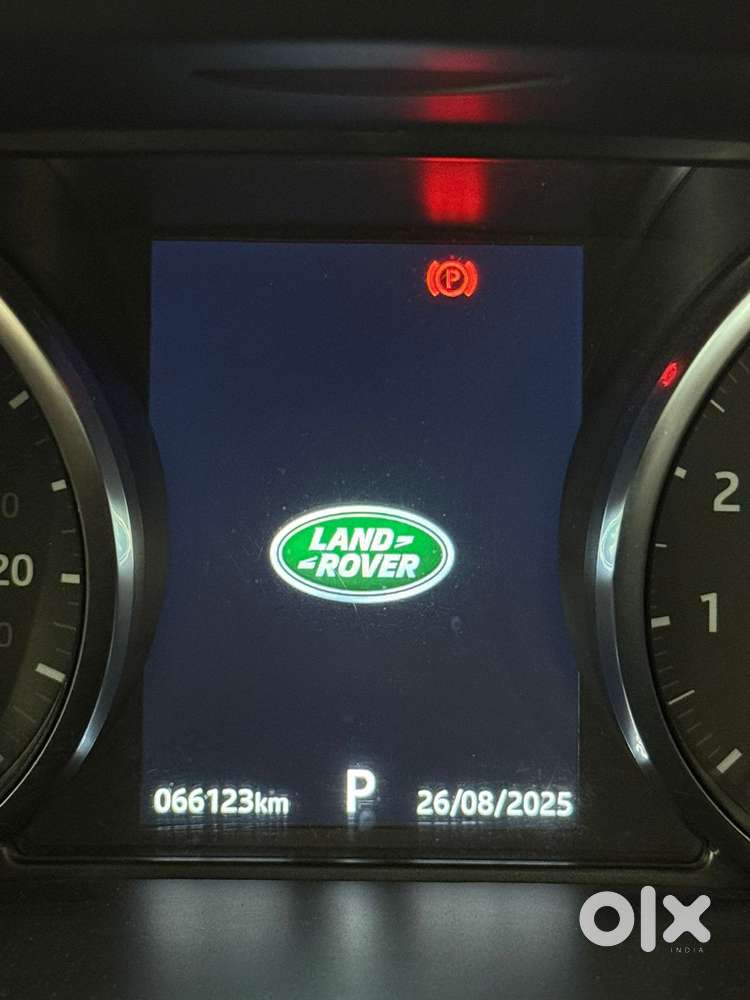 P
LAND
ROVER
20
2
1
066123km P 26/08/2025
olx
INDIA